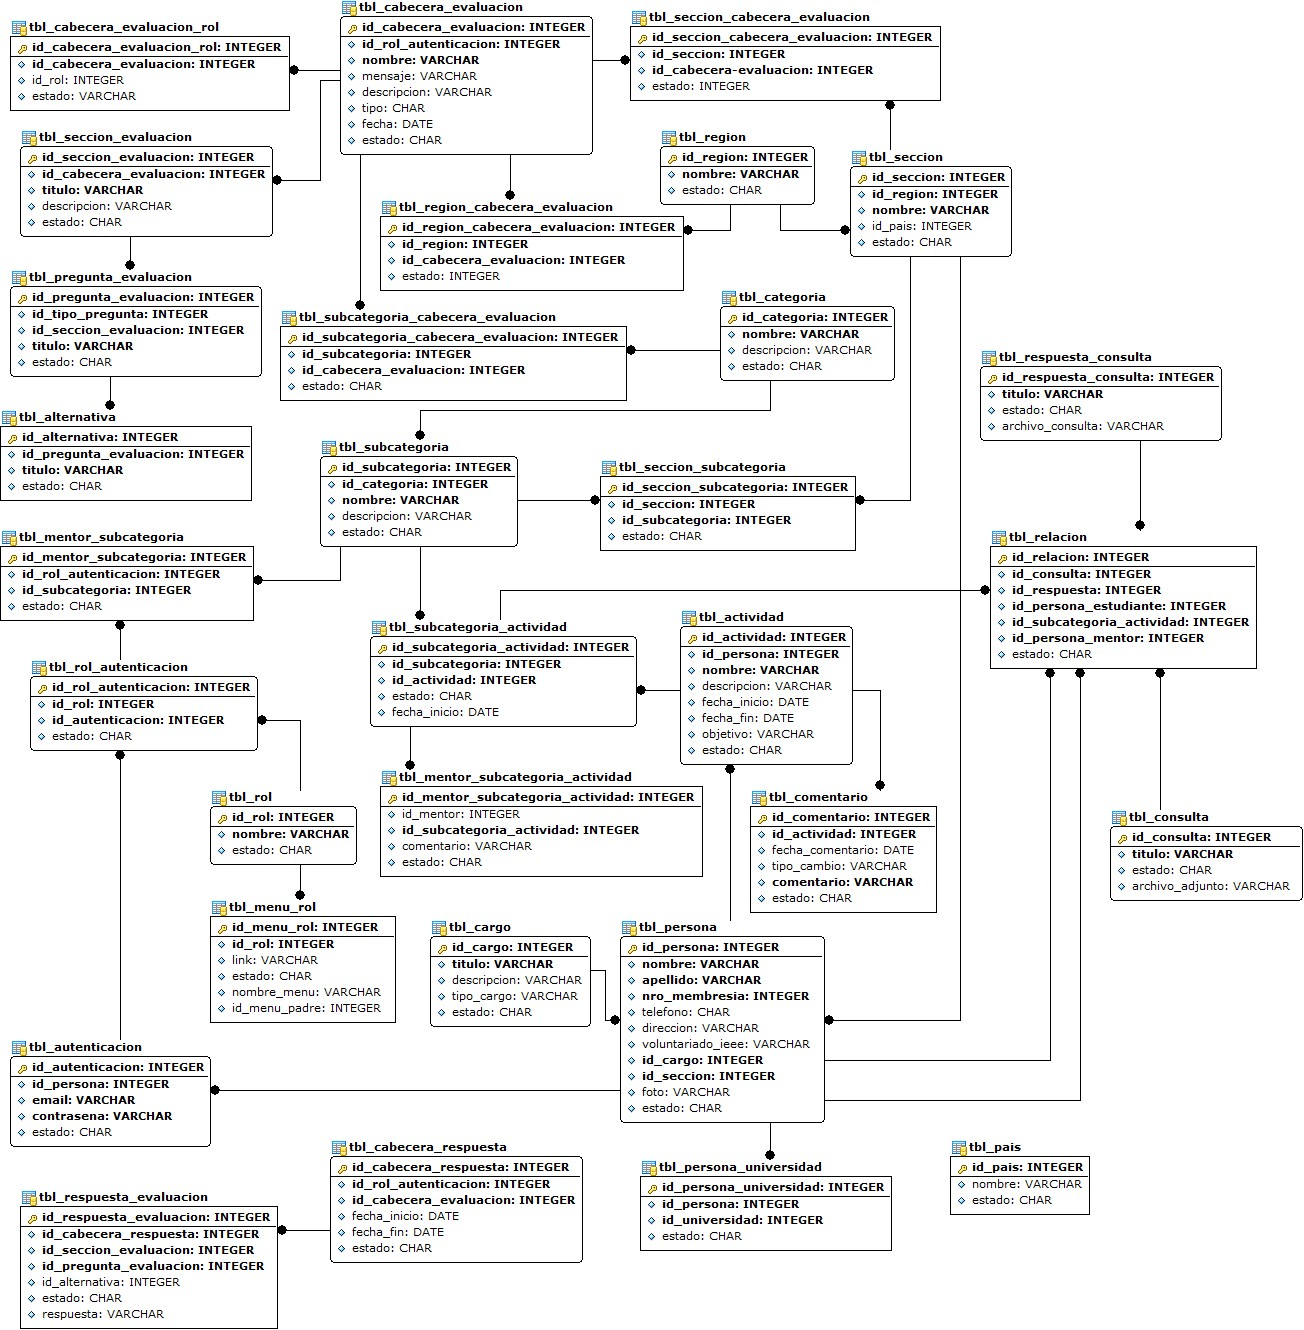 tbl_cabecera_evaluacion_rol
id_cabecera_evaluacion_rol: INTEGER
id_cabecera_evaluacion: INTEGER
id_rol: INTEGER
estado: VARCHAR
tbl_cabecera_evaluacion
id_cabecera_evaluacion: INTEGER
id_rol_autenticacion: INTEGER
nombre: VARCHAR
mensaje: VARCHAR
descripcion: VARCHAR
tipo: CHAR
fecha: DATE
estado: CHAR
tbl_seccion_cabecera_evaluacion
id_seccion_cabecera_evaluacion: INTEGER
id_seccion: INTEGER
id_cabecera-evaluacion: INTEGER
estado: INTEGER
tbl_seccion_evaluacion
id_seccion_evaluacion: INTEGER
id_cabecera_evaluacion: INTEGER
titulo: VARCHAR
descripcion: VARCHAR
estado: CHAR
tbl_region
id_region: INTEGER
nombre: VARCHAR
estado: CHAR
tbl_seccion
id_seccion: INTEGER
id_region: INTEGER
nombre: VARCHAR
id_pais: INTEGER
estado: CHAR
tbl_region_cabecera_evaluacion
id_region_cabecera_evaluacion: INTEGER
id_region: INTEGER
id_cabecera_evaluacion: INTEGER
estado: INTEGER
tbl_pregunta_evaluacion
id_pregunta_evaluacion: INTEGER
id_tipo_pregunta: INTEGER
id_seccion_evaluacion: INTEGER
titulo: VARCHAR
estado: CHAR
tbl_subcategoria_cabecera_evaluacion
id_subcategoria_cabecera_evaluacion: INTEGER
id_subcategoria: INTEGER
id_cabecera_evaluacion: INTEGER
estado: CHAR
tbl_categoria
id_categoria: INTEGER
nombre: VARCHAR
descripcion: VARCHAR
estado: CHAR
tbl_respuesta_consulta
id_respuesta_consulta: INTEGER
titulo: VARCHAR
estado: CHAR
archivo_consulta: VARCHAR
tbl_alternativa
id_alternativa: INTEGER
id_pregunta_evaluacion: INTEGER
titulo: VARCHAR
estado: CHAR
tbl_subcategoria
id_subcategoria: INTEGER
id_categoria: INTEGER
nombre: VARCHAR
descripcion: VARCHAR
estado: CHAR
tbl_seccion_subcategoria
id_seccion_subcategoria: INTEGER
id_seccion: INTEGER
id_subcategoria: INTEGER
estado: CHAR
tbl_mentor_subcategoria
id_mentor_subcategoria: INTEGER
id_rol_autenticacion: INTEGER
id_subcategoria: INTEGER
estado: CHAR
tbl_relacion
id_relacion: INTEGER
id_consulta: INTEGER
id_respuesta: INTEGER
id_persona_estudiante: INTEGER
id_subcategoria_actividad: INTEGER
id_persona_mentor: INTEGER
estado: CHAR
tbl_subcategoria_actividad
id_subcategoria_actividad: INTEGER
id_subcategoria: INTEGER
id_actividad: INTEGER
estado: CHAR
fecha_inicio: DATE
tbl_actividad
id_actividad: INTEGER
id_persona: INTEGER
nombre: VARCHAR
descripcion: VARCHAR
fecha_inicio: DATE
fecha_fin: DATE
objetivo: VARCHAR
estado: CHAR
tbl_rol_autenticacion
id_rol_autenticacion: INTEGER
id_rol: INTEGER
id_autenticacion: INTEGER
estado: CHAR
tbl_mentor_subcategoria_actividad
id_mentor_subcategoria_actividad: INTEGER
id_mentor: INTEGER
id_subcategoria_actividad: INTEGER
comentario: VARCHAR
estado: CHAR
tbl_rol
id_rol: INTEGER
nombre: VARCHAR
estado: CHAR
tbl_comentario
id_comentario: INTEGER
id_actividad: INTEGER
fecha_comentario: DATE
tipo_cambio: VARCHAR
comentario: VARCHAR
estado: CHAR
tbl_consulta
id_consulta: INTEGER
titulo: VARCHAR
estado: CHAR
archivo_adjunto: VARCHAR
tbl_menu_rol
id_menu_rol: INTEGER
id_rol: INTEGER
link: VARCHAR
estado: CHAR
nombre_menu: VARCHAR
id_menu_padre: INTEGER
tbl_cargo
id_cargo: INTEGER
titulo: VARCHAR
descripcion: VARCHAR
tipo_cargo: VARCHAR
estado: CHAR
tbl_persona
id_persona: INTEGER
nombre: VARCHAR
apellido: VARCHAR
nro_membresia: INTEGER
telefono: CHAR
direccion: VARCHAR
voluntariado_ieee: VARCHAR
id_cargo: INTEGER
id_seccion: INTEGER
foto: VARCHAR
estado: CHAR
tbl_autenticacion
id_autenticacion: INTEGER
id_persona: INTEGER
email: VARCHAR
contrasena: VARCHAR
estado: CHAR
tbl_cabecera_respuesta
id_cabecera_respuesta: INTEGER
id_rol_autenticacion: INTEGER
id_cabecera_evaluacion: INTEGER
fecha_inicio: DATE
fecha_fin: DATE
estado: CHAR
tbl_persona_universidad
id_persona_universidad: INTEGER
id_persona: INTEGER
id_universidad: INTEGER
estado: CHAR
tbl_pais
id_pais: INTEGER
nombre: VARCHAR
estado: CHAR
tbl_respuesta_evaluacion
id_respuesta_evaluacion: INTEGER
id_cabecera_respuesta: INTEGER
id_seccion_evaluacion: INTEGER
id_pregunta_evaluacion: INTEGER
id_alternativa: INTEGER
estado: CHAR
respuesta: VARCHAR